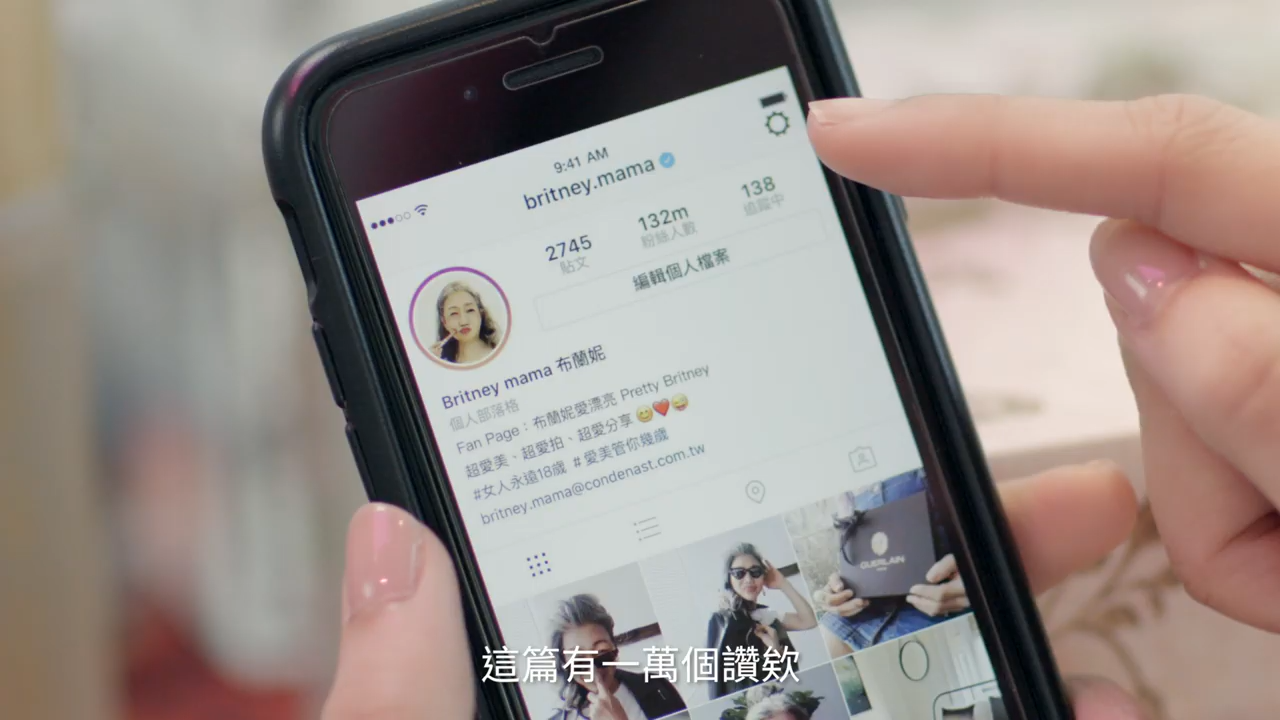 9:41 AM
britney.mama
2745
貼文
132m
粉絲人數
138
追蹤中
編輯個人檔案
Britney mama 布蘭妮
個人部落格
Fan Page：布蘭妮愛漂亮 Pretty Britney
超愛美、超愛拍、超愛分享 😊❤️😜
#女人永遠18歲 #愛美管你幾歲
britney.mama@condenast.com.tw
GUERLAIN
這篇有一萬個讚欸